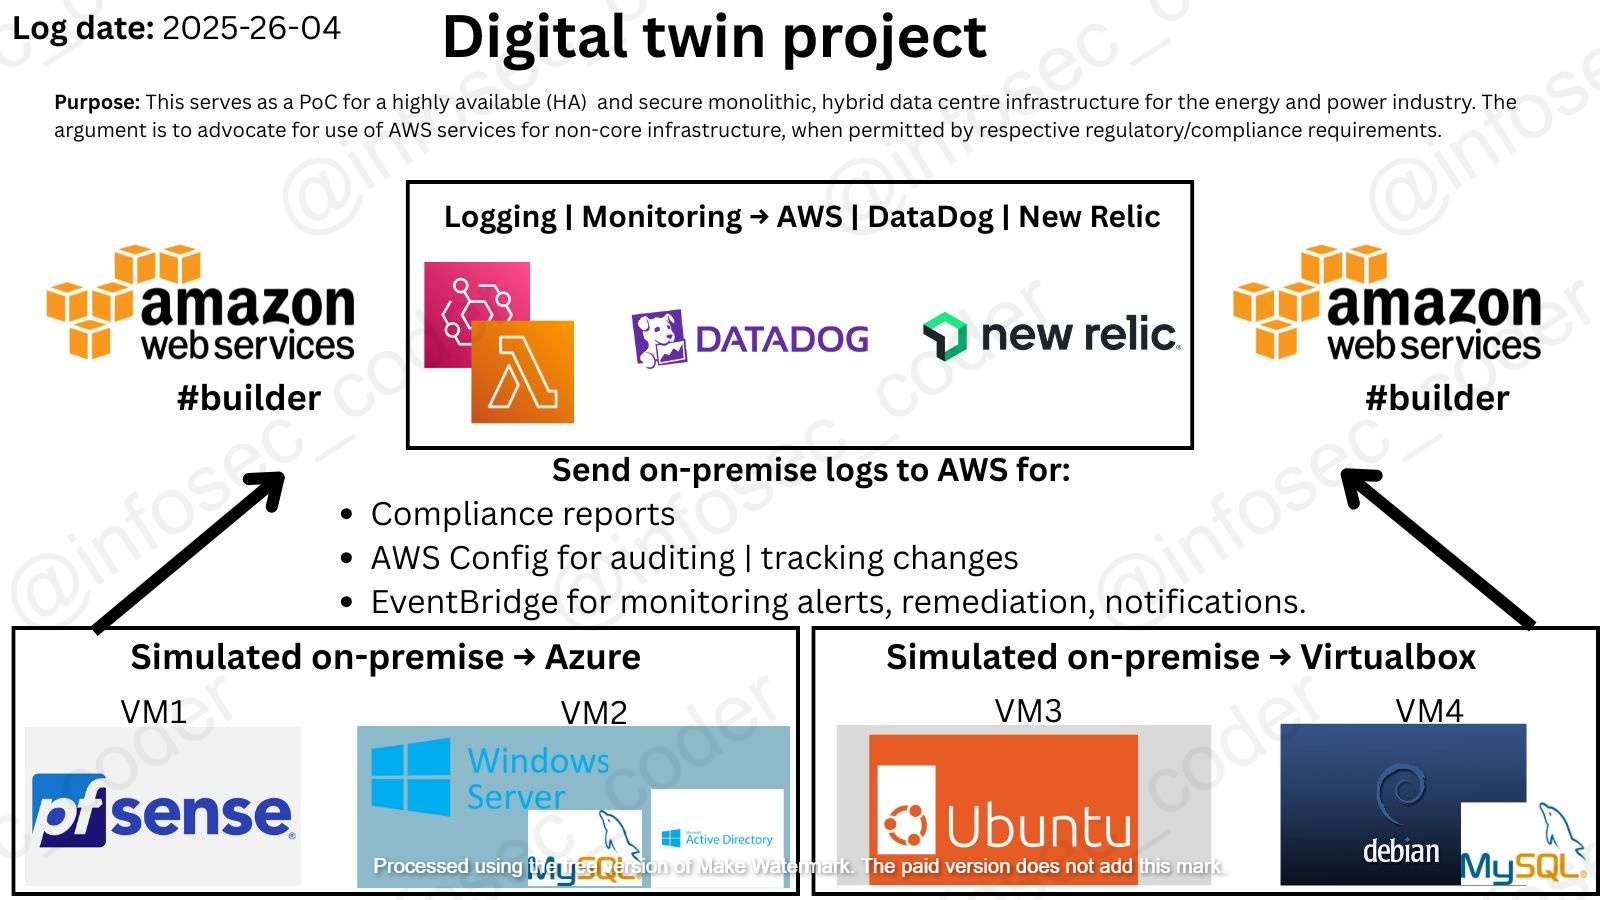 Log date: 2025-26-04
Digital twin project
Purpose: This serves as a PoC for a highly available (HA)  and secure monolithic, hybrid data centre infrastructure for the energy and power industry. The
argument is to advocate for use of AWS services for non-core infrastructure, when permitted by respective regulatory/compliance requirements.
Logging | Monitoring → AWS | DataDog | New Relic
amazon
web services
#builder
DATADOG
new relic.
amazon
web services
#builder
Send on-premise logs to AWS for:
• Compliance reports
• AWS Config for auditing | tracking changes
• EventBridge for monitoring alerts, remediation, notifications.
Simulated on-premise → Azure
VM1
VM2
pfsense®
Windows
Server
MySQL
Microsoft
Active Directory
Simulated on-premise → Virtualbox
VM3
VM4
Ubuntu
debian
MySQL®
Processed using the free version of Make Watermark. The paid version does not add this mark.
@infosec_coder